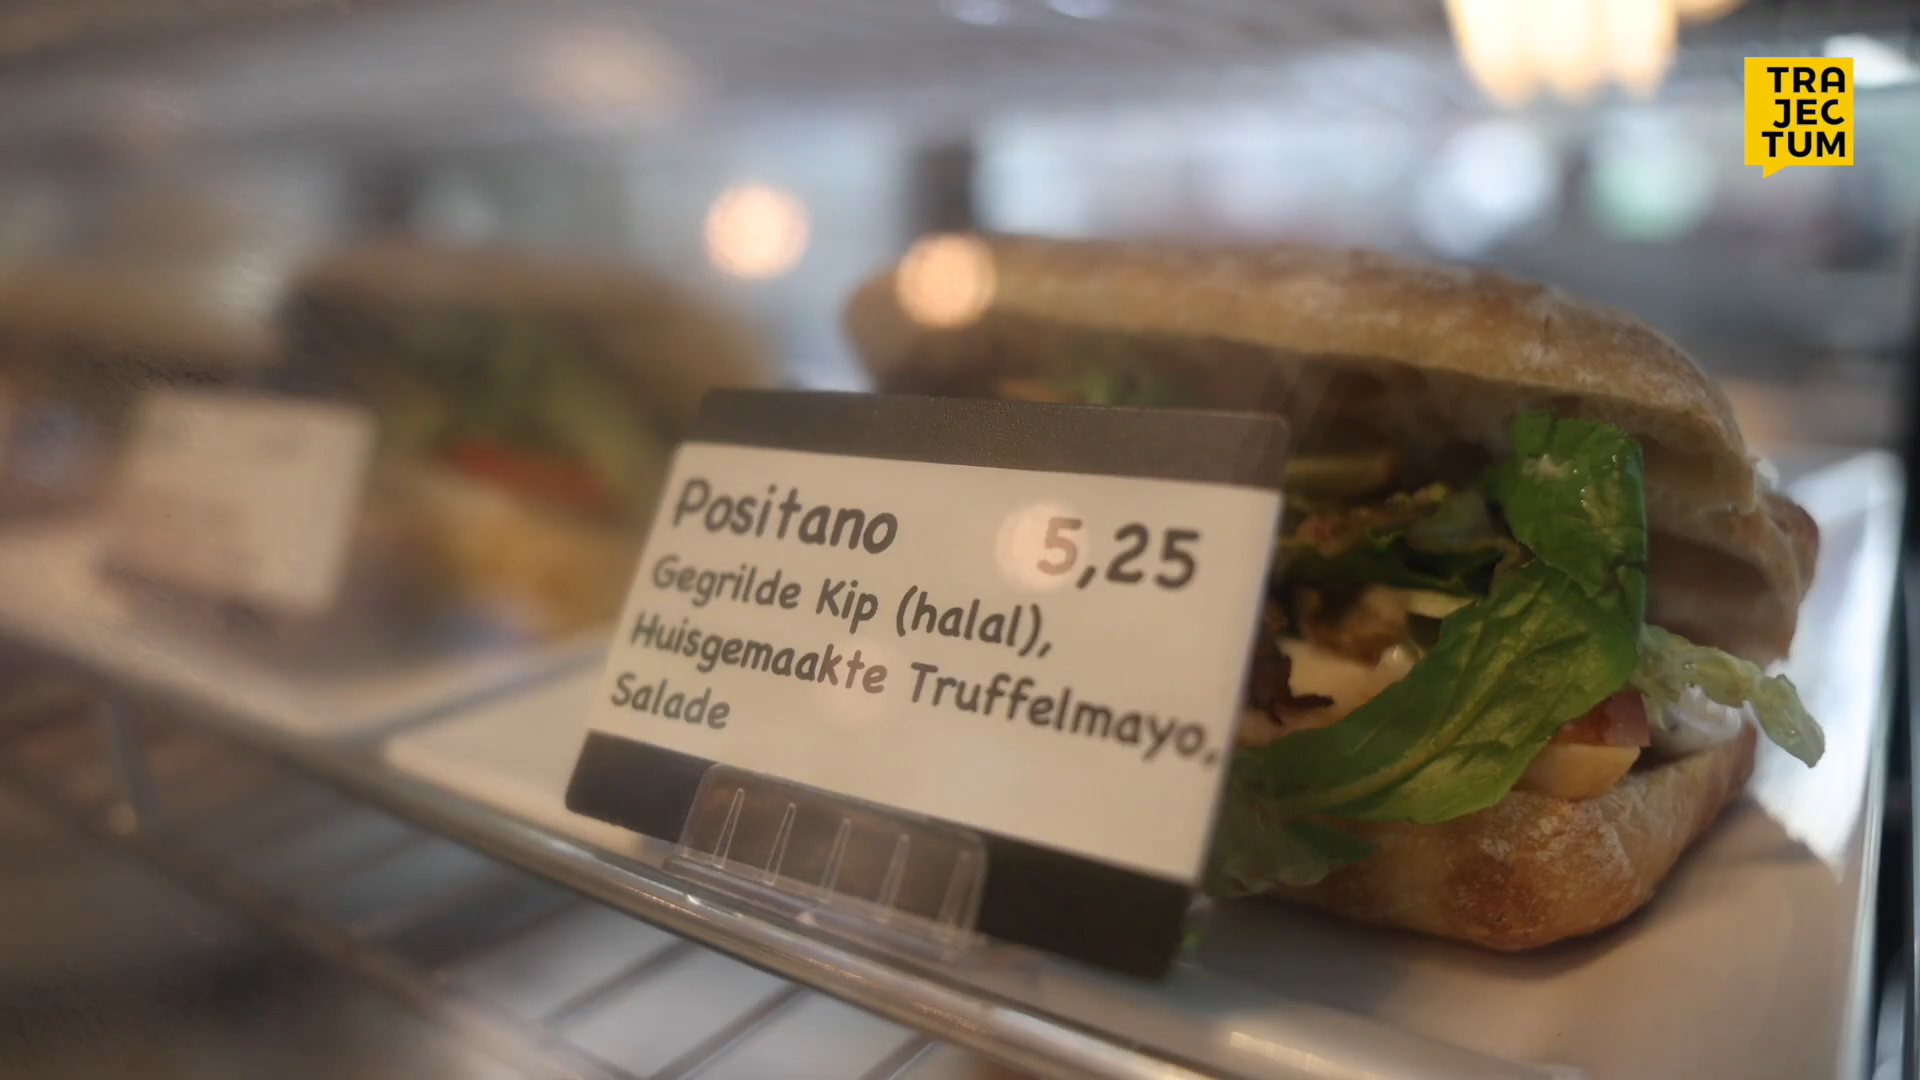 TRA
JEC
TUM
Positano 5,25
Gegrilde Kip (halal),
Huisgemaakte Truffelmayo,
Salade